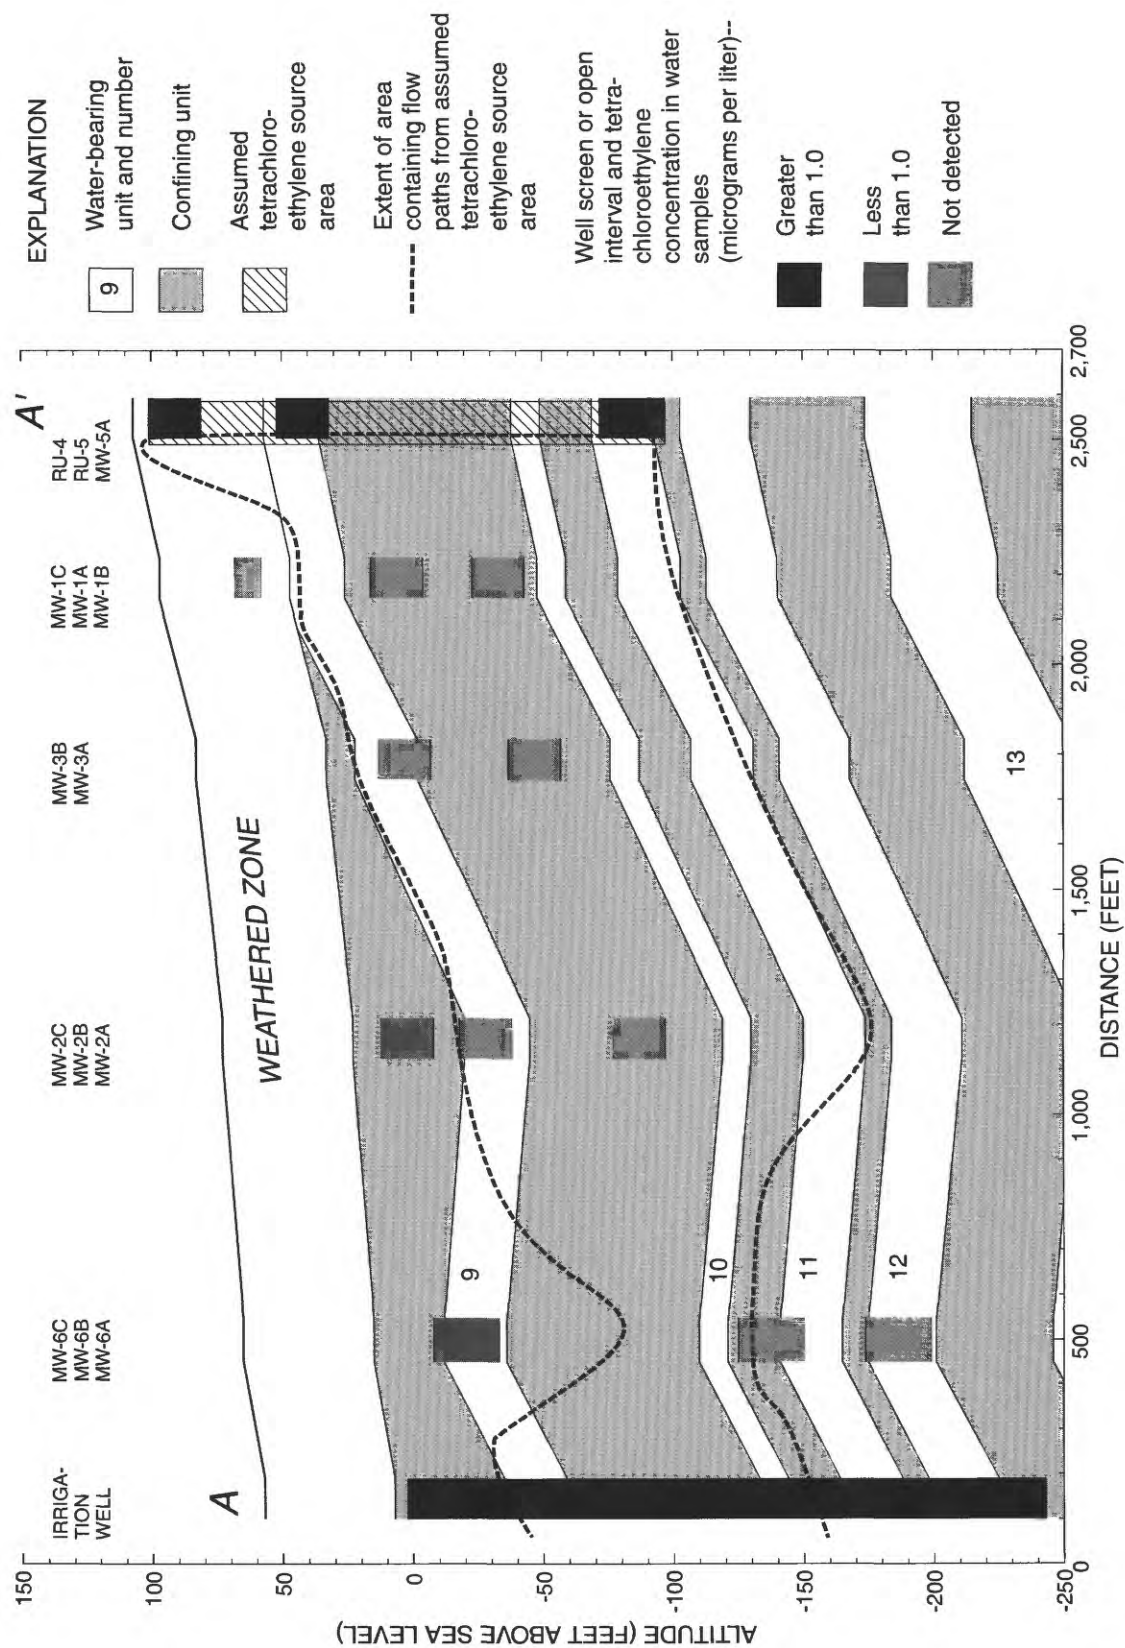 IRRIGA-
TION
WELL
MW-6C
MW-6B
MW-6A
MW-2C
MW-2B
MW-2A
MW-3B
MW-3A
MW-1C
MW-1A
MW-1B
RU-4
RU-5
MW-5A
A
A'
WEATHERED ZONE
9
10
11
12
13
150
100
50
0
-50
-100
-150
-200
-250
ALTITUDE (FEET ABOVE SEA LEVEL)
0
500
1,000
1,500
2,000
2,500
2,700
DISTANCE (FEET)
EXPLANATION
9
Water-bearing
unit and number
Confining unit
Assumed
tetrachloro-
ethylene source
area
Extent of area
containing flow
paths from assumed
tetrachloro-
ethylene source
area
Well screen or open
interval and tetra-
chloroethylene
concentration in water
samples
(micrograms per liter)--
Greater
than 1.0
Less
than 1.0
Not detected